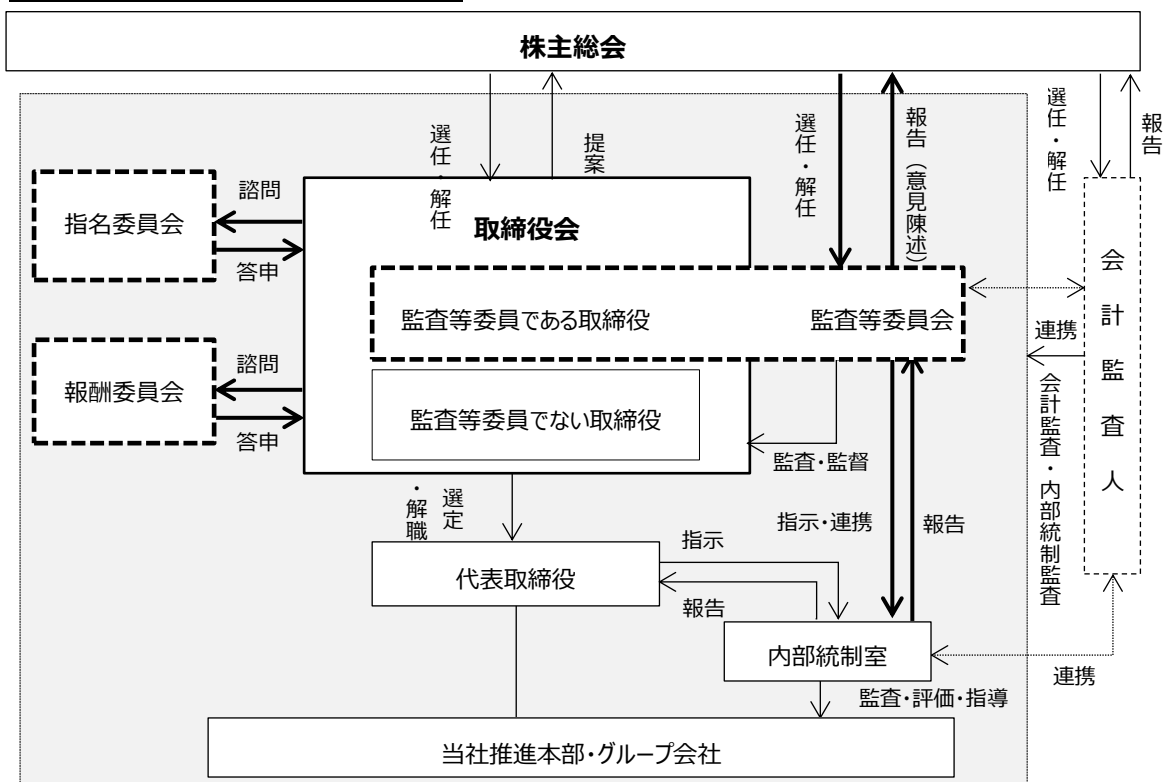 株主総会
選任・解任
提案
選任・解任
報告（意見陳述）
選任・解任
報告
指名委員会
諮問
答申
取締役会
監査等委員である取締役
監査等委員会
会計監査人
連携
報酬委員会
諮問
答申
監査等委員でない取締役
監査・監督
会計監査・内部統制監査
選定
・解職
指示・連携
報告
代表取締役
指示
報告
内部統制室
連携
監査・評価・指導
当社推進本部・グループ会社